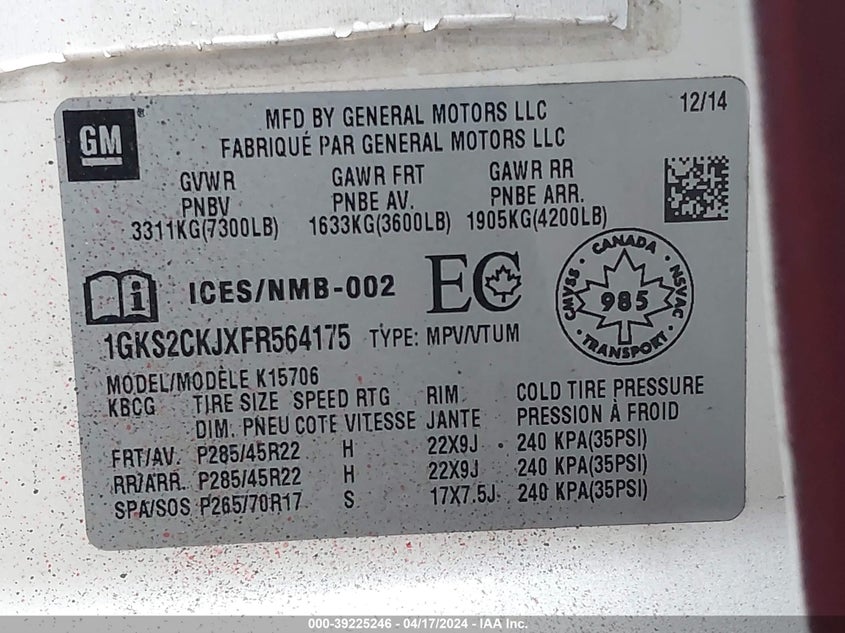 GM
MFD BY GENERAL MOTORS LLC
12/14
FABRIQUÉ PAR GENERAL MOTORS LLC
GVWR GAWR FRT GAWR RR
PNBV PNBE AV. PNBE ARR.
3311KG(7300LB) 1633KG(3600LB) 1905KG(4200LB)
i ICES/NMB-002 EC
CANADA
CMVSS 985 NSVAC
TRANSPORT
1GKS2CKJXFR564175 TYPE: MPV/VTUM
MODEL/MODÈLE K15706
KBCG TIRE SIZE SPEED RTG RIM COLD TIRE PRESSURE
DIM. PNEU COTE VITESSE JANTE PRESSION À FROID
FRT/AV. P285/45R22 H 22X9J 240 KPA(35PSI)
RR/ARR. P285/45R22 H 22X9J 240 KPA(35PSI)
SPA/SOS P265/70R17 S 17X7.5J 240 KPA(35PSI)
000-39225246 - 04/17/2024 - IAA Inc.